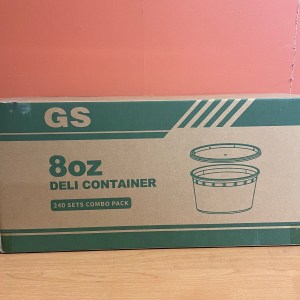 GS
8oz
DELI CONTAINER
240 SETS COMBO PACK